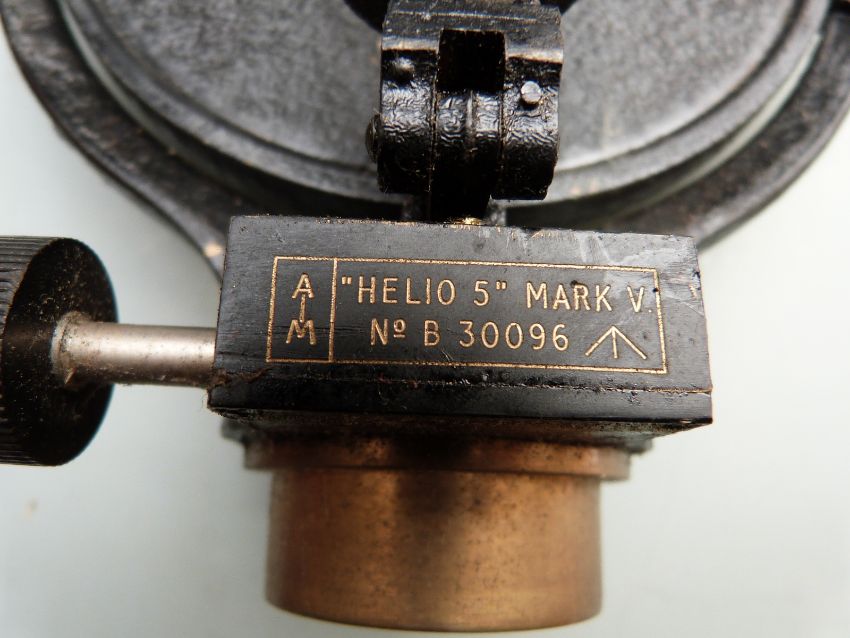 A
M
"HELIO 5" MARK V.
Nº B 30096